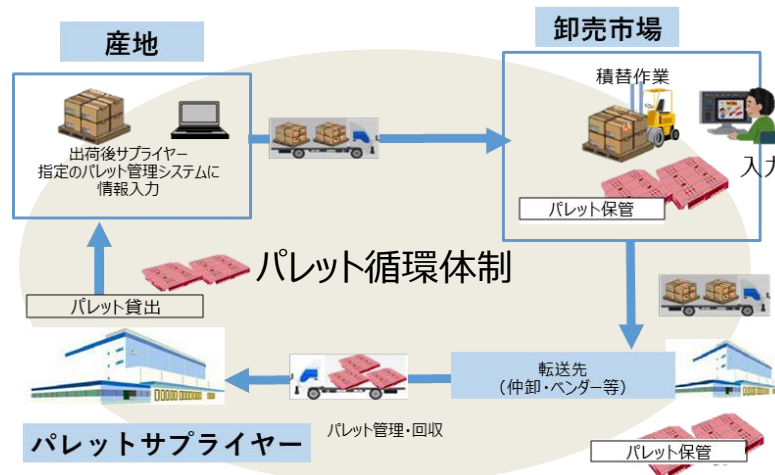 産地
卸売市場
積替作業
出荷後サプライヤー
指定のパレット管理システムに
情報入力
入力
パレット保管
パレット循環体制
パレット貸出
転送先
(仲卸・ベンダー等)
パレット管理・回収
パレットサプライヤー
パレット保管